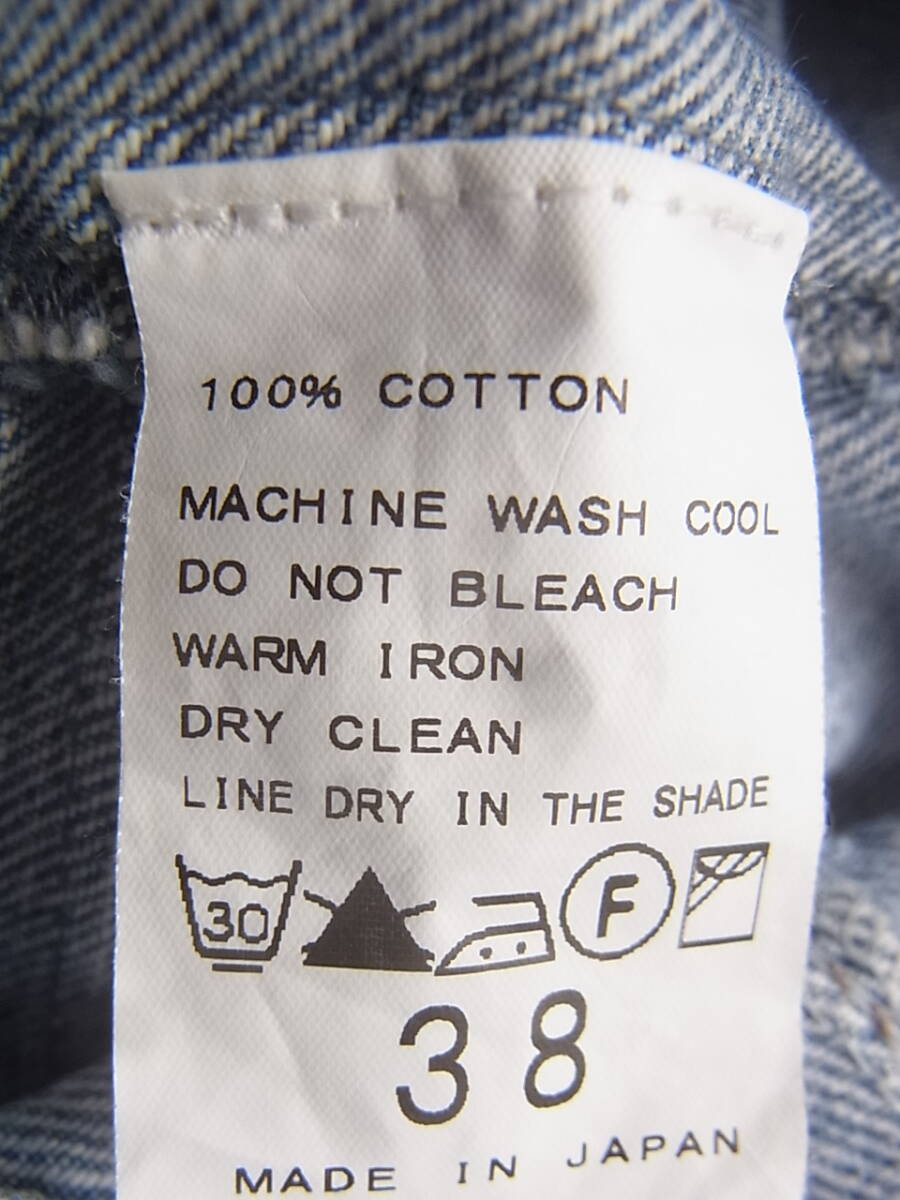 100% COTTON
MACHINE WASH COOL
DO NOT BLEACH
WARM IRON
DRY CLEAN
LINE DRY IN THE SHADE
30 F
38
MADE IN JAPAN